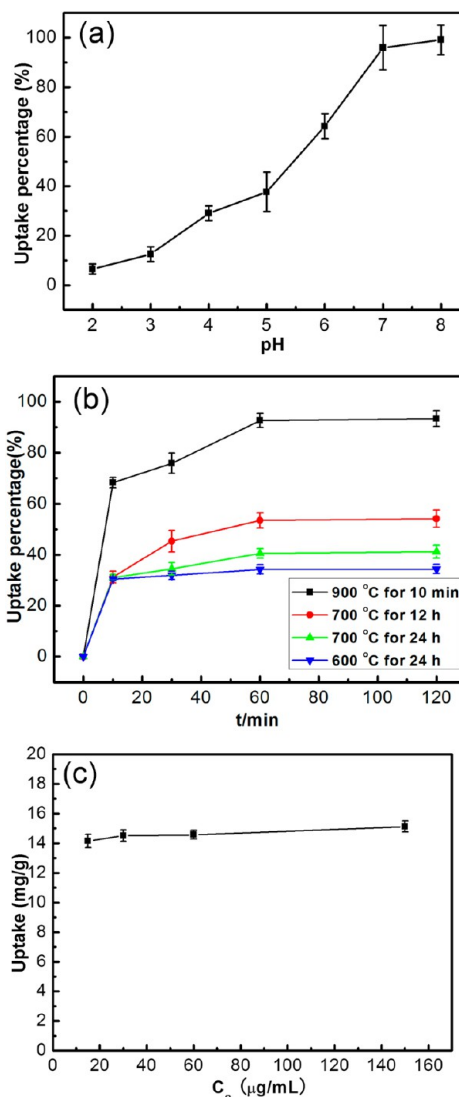 (a)
Uptake percentage (%)
100
80
60
40
20
0
2 3 4 5 6 7 8
pH
(b)
Uptake percentage(%)
100
80
60
40
20
0
900 °C for 10 min
700 °C for 12 h
700 °C for 24 h
600 °C for 24 h
0 20 40 60 80 100 120
t/min
(c)
Uptake (mg/g)
20
18
16
14
12
10
8
6
4
2
0
0 20 40 60 80 100 120 140 160
(μg/mL)